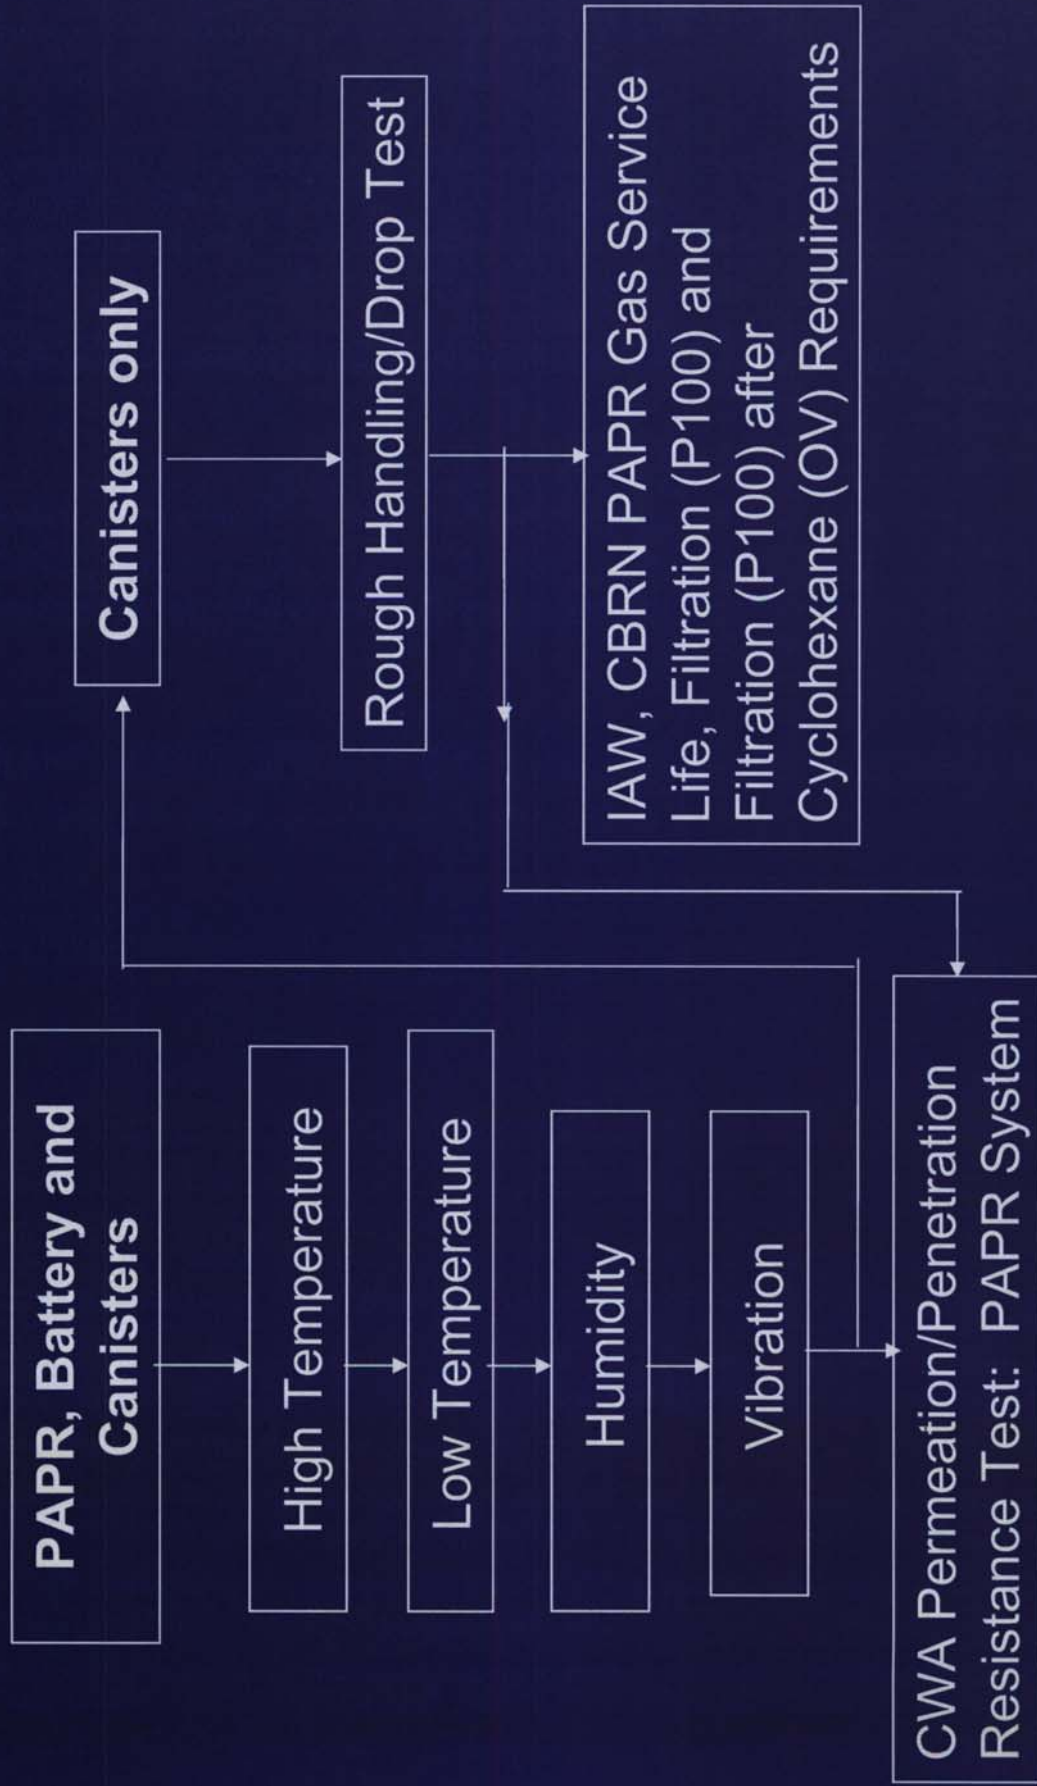 PAPR, Battery and
Canisters
High Temperature
Low Temperature
Humidity
Vibration
CWA Permeation/Penetration
Resistance Test:  PAPR System
Canisters only
Rough Handling/Drop Test
IAW, CBRN PAPR Gas Service
Life, Filtration (P100) and
Filtration (P100) after
Cyclohexane (OV) Requirements